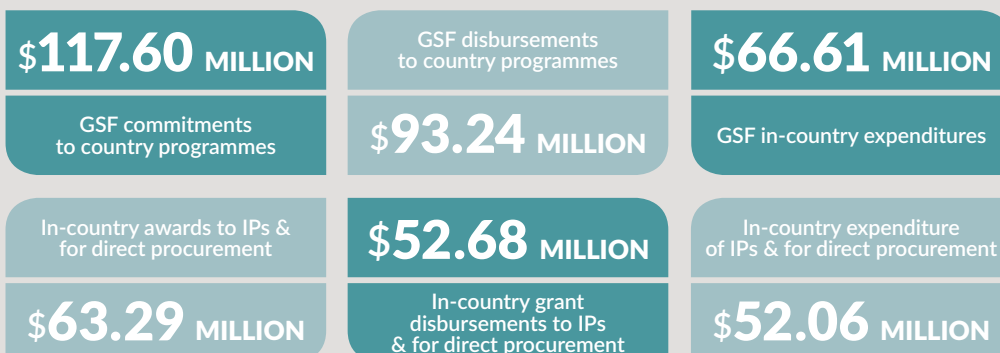 $117.60 MILLION
GSF commitments
to country programmes
GSF disbursements
to country programmes
$93.24 MILLION
$66.61 MILLION
GSF in-country expenditures
In-country awards to IPs &
for direct procurement
$63.29 MILLION
$52.68 MILLION
In-country grant
disbursements to IPs
& for direct procurement
In-country expenditure
of IPs & for direct procurement
$52.06 MILLION